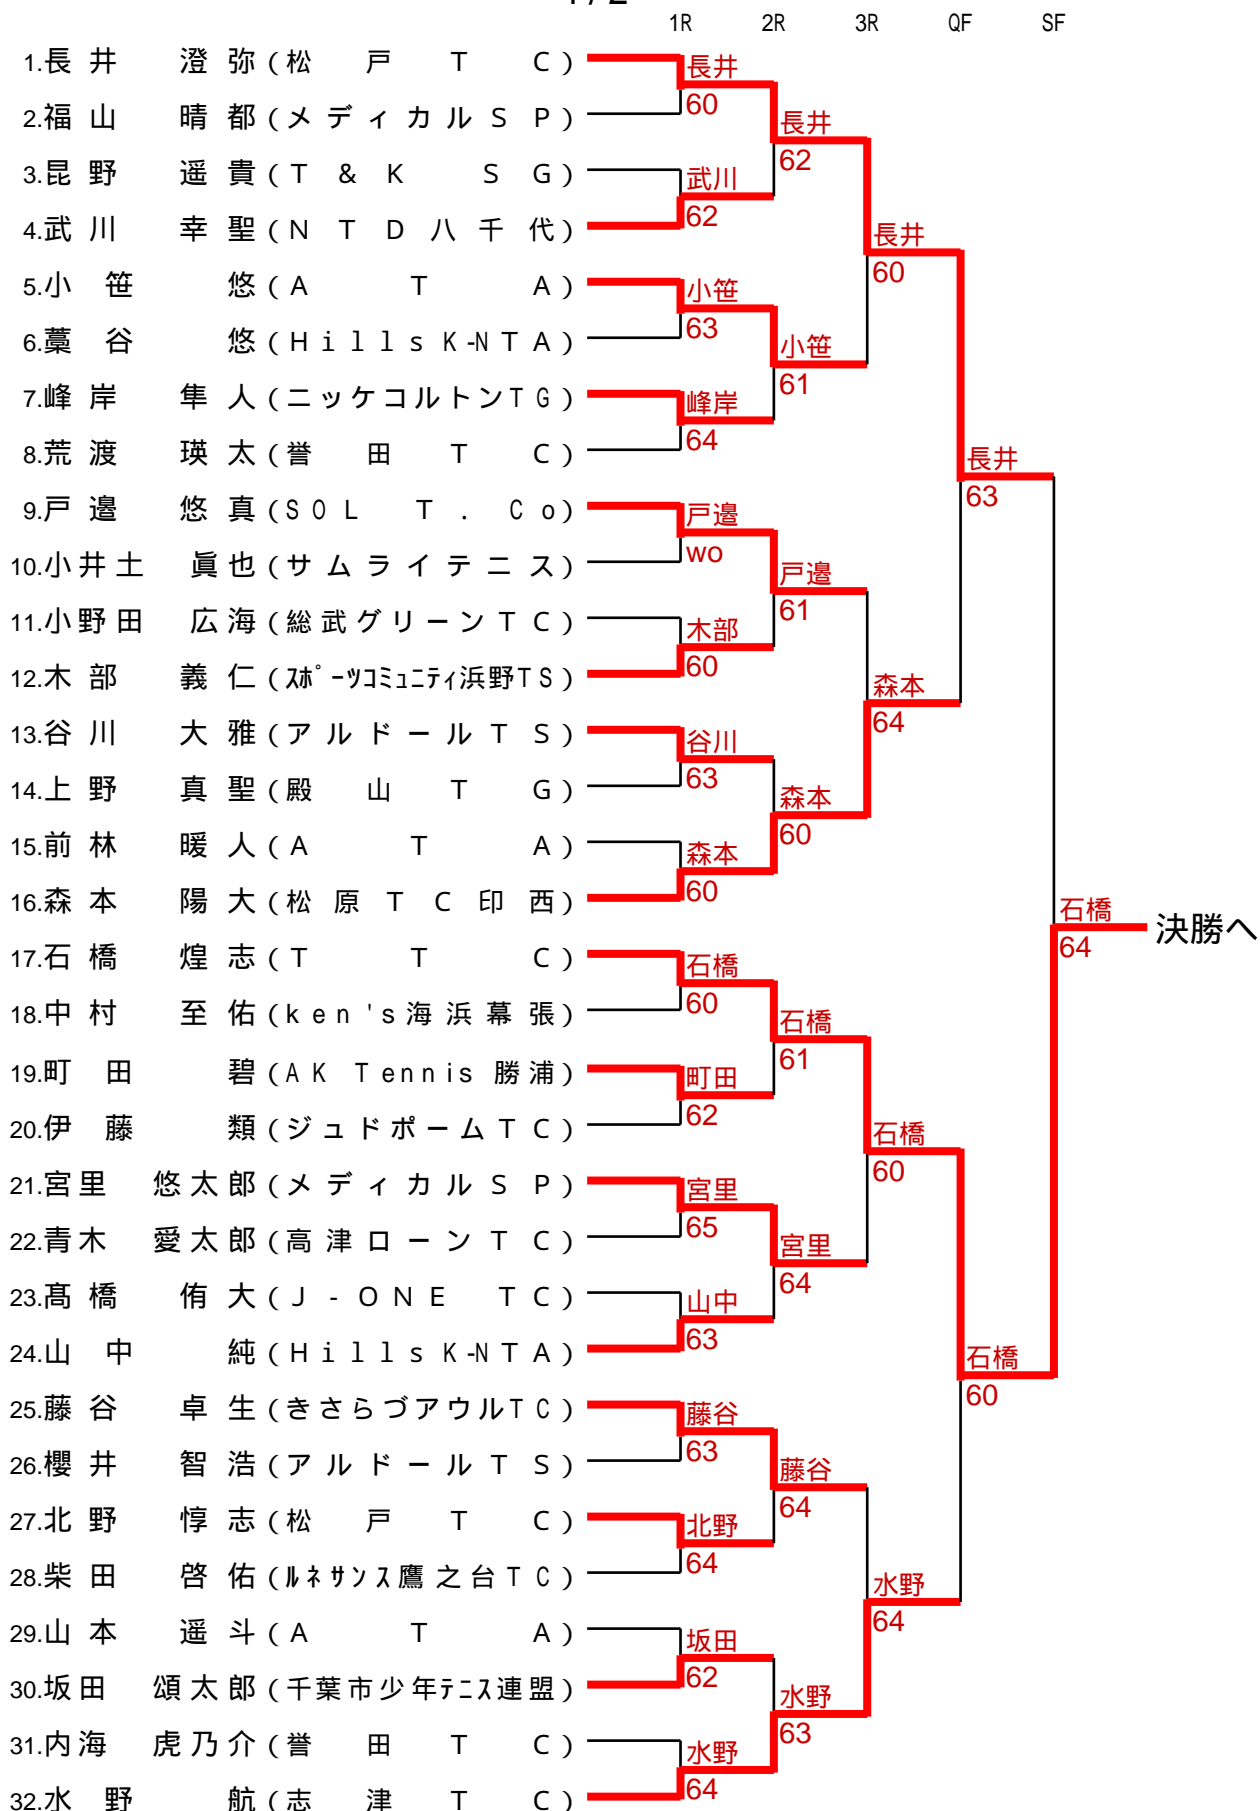 1R 2R 3R QF SF
1.長井 澄弥(松戸TC)
長井
60
2.福山 晴都(メディカルSP)
長井
62
3.昆野 遥貴(T&K SG)
武川
62
4.武川 幸聖(NTD八千代)
長井
60
5.小笹 悠(ATA)
小笹
63
6.藁谷 悠(Hills K-NTA)
小笹
61
7.峰岸 隼人(ニッケコルトンTG)
峰岸
64
8.荒渡 瑛太(誉田TC)
長井
63
9.戸邉 悠真(SOL T.Co)
戸邉
wo
10.小井土 眞也(サムライテニス)
戸邉
61
11.小野田 広海(総武グリーンTC)
木部
60
12.木部 義仁(スポーツコミュニティ浜野TS)
森本
64
13.谷川 大雅(アルドールTS)
谷川
63
14.上野 真聖(殿山TG)
森本
60
15.前林 暖人(ATA)
森本
60
16.森本 陽大(松原TC印西)
石橋
64
決勝へ
17.石橋 煌志(TTC)
石橋
60
18.中村 至佑(ken's海浜幕張)
石橋
61
19.町田 碧(AK Tennis 勝浦)
町田
62
20.伊藤 類(ジュドポームTC)
石橋
60
21.宮里 悠太郎(メディカルSP)
宮里
65
22.青木 愛太郎(高津ローンTC)
宮里
64
23.髙橋 侑大(J-ONE TC)
山中
63
24.山中 純(Hills K-NTA)
石橋
60
25.藤谷 卓生(きさらづアウルTC)
藤谷
63
26.櫻井 智浩(アルドールTS)
藤谷
64
27.北野 惇志(松戸TC)
北野
64
28.柴田 啓佑(ルネサンス鷹之台TC)
水野
64
29.山本 遥斗(ATA)
坂田
62
30.坂田 頌太郎(千葉市少年テニス連盟)
水野
63
31.内海 虎乃介(誉田TC)
水野
64
32.水野 航(志津TC)